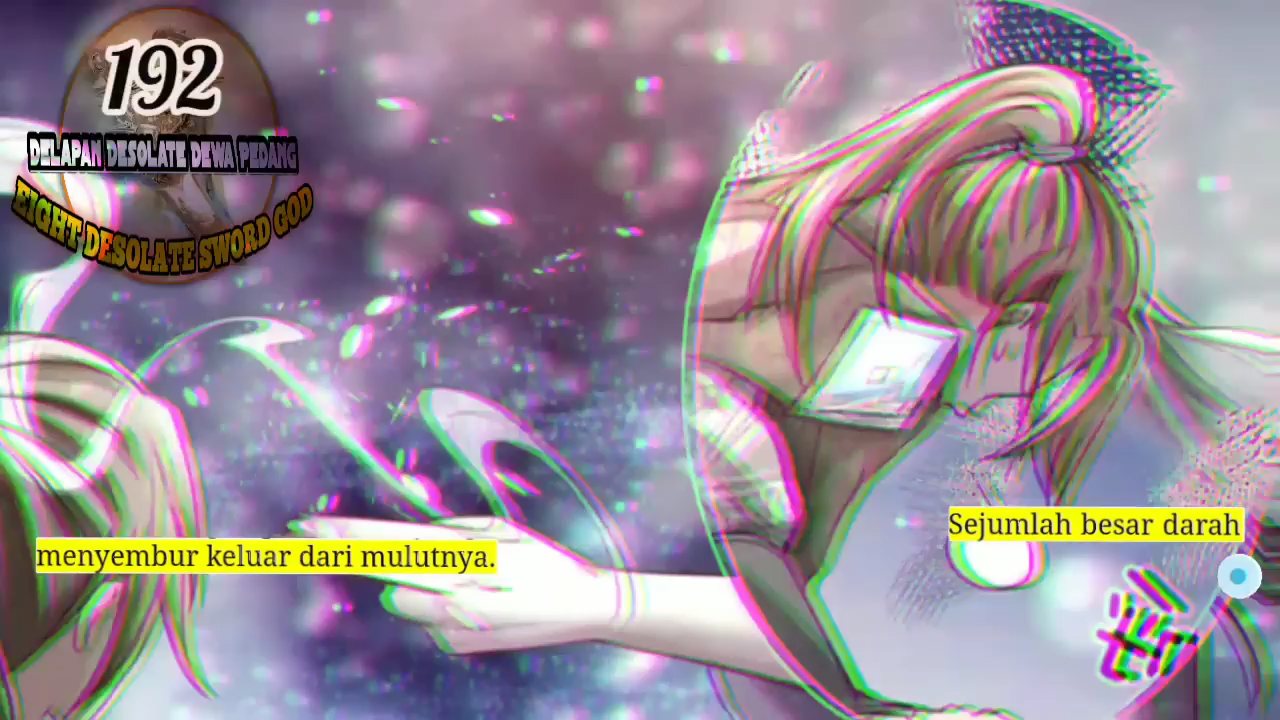 192
DELAPAN DESOLATE DEWA PEDANG
EIGHT DESOLATE SWORD GOD
Sejumlah besar darah
menyembur keluar dari mulutnya.